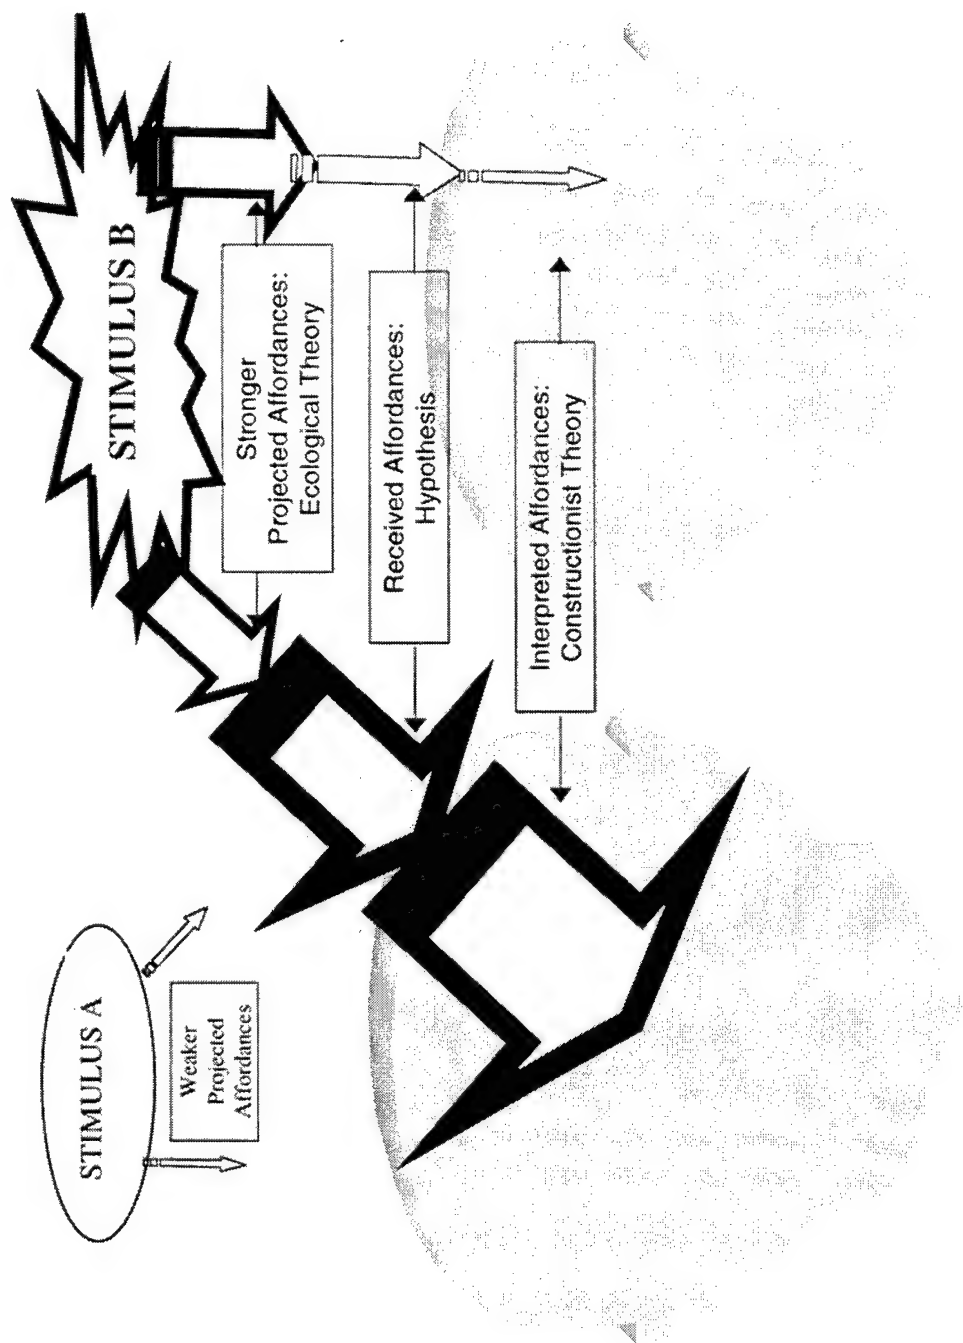 STIMULUS A
Weaker
Projected
Affordances
STIMULUS B
Stronger
Projected Affordances:
Ecological Theory
Received Affordances:
Hypothesis
Interpreted Affordances:
Constructionist Theory